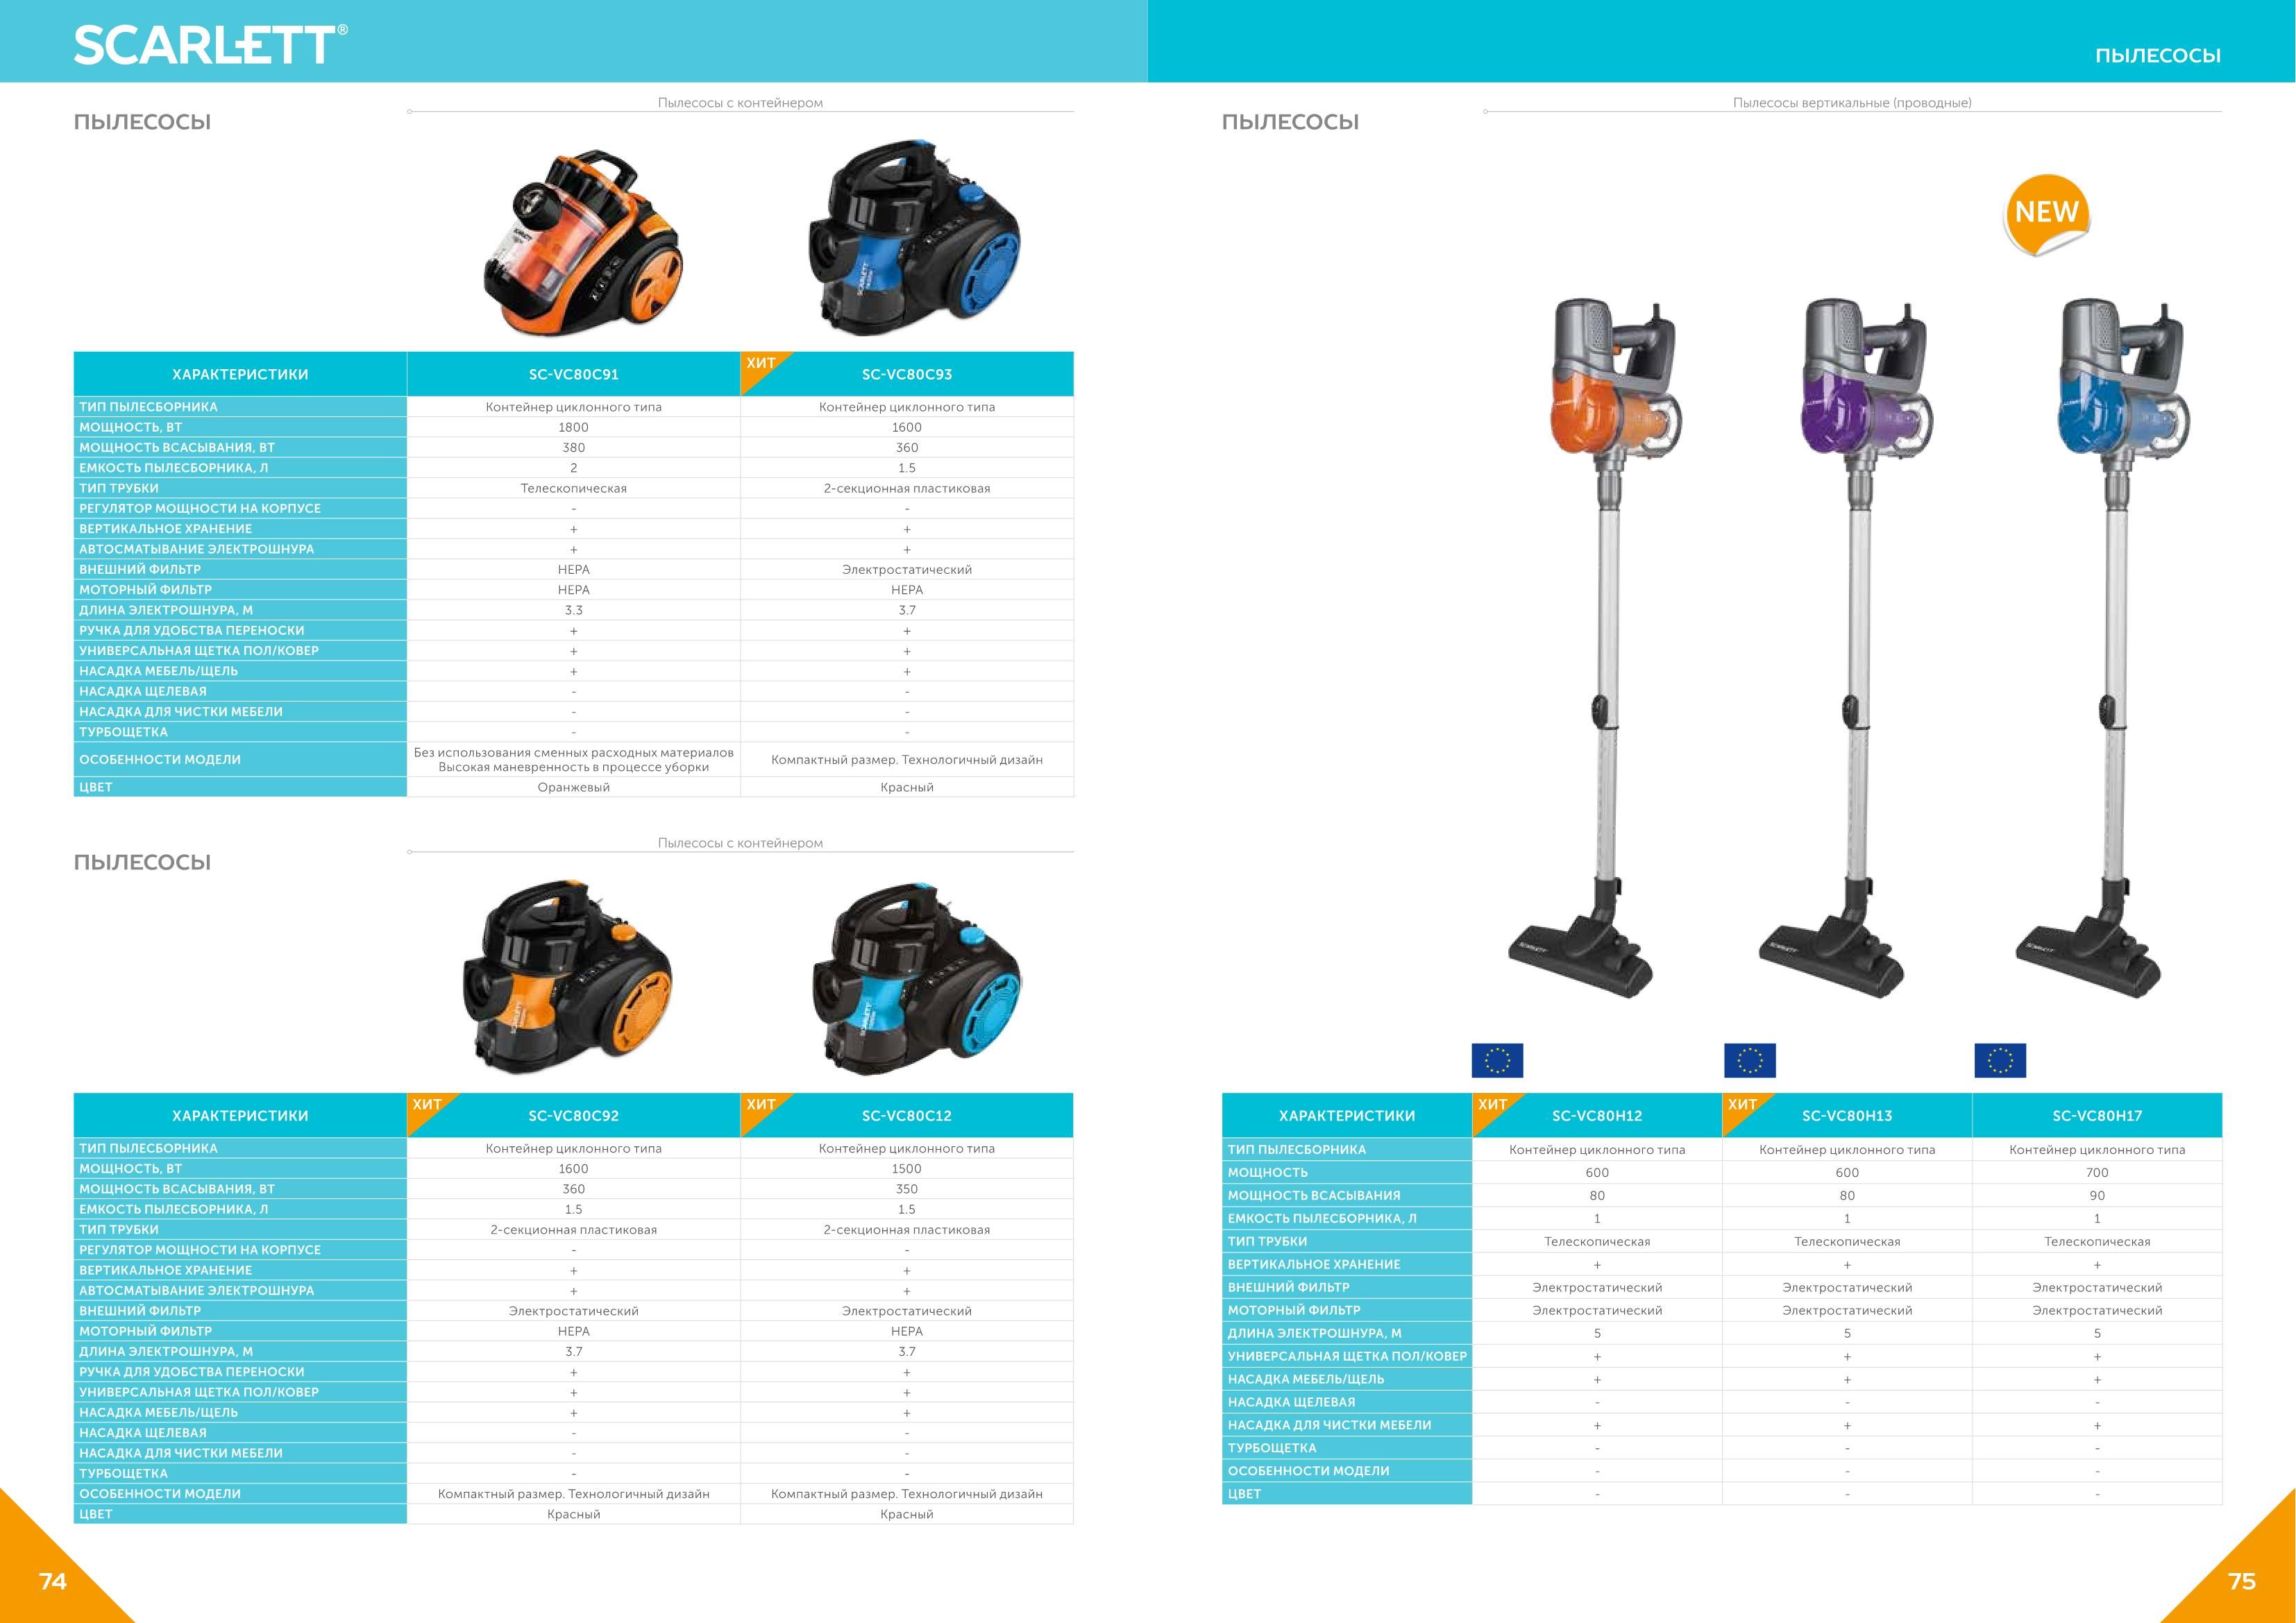 SCARLETT®
ПЫЛЕСОСЫ
Пылесосы с контейнером
ХАРАКТЕРИСТИКИ SC-VC80C91 ХИТ SC-VC80C93
ТИП ПЫЛЕСБОРНИКА Контейнер циклонного типа Контейнер циклонного типа
МОЩНОСТЬ, ВТ 1800 1600
МОЩНОСТЬ ВСАСЫВАНИЯ, ВТ 380 360
ЕМКОСТЬ ПЫЛЕСБОРНИКА, Л 2 1.5
ТИП ТРУБКИ Телескопическая 2-секционная пластиковая
РЕГУЛЯТОР МОЩНОСТИ НА КОРПУСЕ - -
ВЕРТИКАЛЬНОЕ ХРАНЕНИЕ + +
АВТОСМАТЫВАНИЕ ЭЛЕКТРОШНУРА + +
ВНЕШНИЙ ФИЛЬТР HEPA Электростатический
МОТОРНЫЙ ФИЛЬТР HEPA HEPA
ДЛИНА ЭЛЕКТРОШНУРА, М 3.3 3.7
РУЧКА ДЛЯ УДОБСТВА ПЕРЕНОСКИ + +
УНИВЕРСАЛЬНАЯ ЩЕТКА ПОЛ/КОВЕР + +
НАСАДКА МЕБЕЛЬ/ЩЕЛЬ + +
НАСАДКА ЩЕЛЕВАЯ - -
НАСАДКА ДЛЯ ЧИСТКИ МЕБЕЛИ - -
ТУРБОЩЕТКА - -
ОСОБЕННОСТИ МОДЕЛИ Без использования сменных расходных материалов Компактный размер. Технологичный дизайн
Высокая маневренность в процессе уборки
ЦВЕТ Оранжевый Красный
ПЫЛЕСОСЫ
Пылесосы с контейнером
SCARLETT
SCARLETT
ХАРАКТЕРИСТИКИ ХИТ SC-VC80C92 ХИТ SC-VC80C12
ТИП ПЫЛЕСБОРНИКА Контейнер циклонного типа Контейнер циклонного типа
МОЩНОСТЬ, ВТ 1600 1500
МОЩНОСТЬ ВСАСЫВАНИЯ, ВТ 360 350
ЕМКОСТЬ ПЫЛЕСБОРНИКА, Л 1.5 1.5
ТИП ТРУБКИ 2-секционная пластиковая 2-секционная пластиковая
РЕГУЛЯТОР МОЩНОСТИ НА КОРПУСЕ - -
ВЕРТИКАЛЬНОЕ ХРАНЕНИЕ + +
АВТОСМАТЫВАНИЕ ЭЛЕКТРОШНУРА + +
ВНЕШНИЙ ФИЛЬТР Электростатический Электростатический
МОТОРНЫЙ ФИЛЬТР HEPA HEPA
ДЛИНА ЭЛЕКТРОШНУРА, М 3.7 3.7
РУЧКА ДЛЯ УДОБСТВА ПЕРЕНОСКИ + +
УНИВЕРСАЛЬНАЯ ЩЕТКА ПОЛ/КОВЕР + +
НАСАДКА МЕБЕЛЬ/ЩЕЛЬ + +
НАСАДКА ЩЕЛЕВАЯ - -
НАСАДКА ДЛЯ ЧИСТКИ МЕБЕЛИ - -
ТУРБОЩЕТКА - -
ОСОБЕННОСТИ МОДЕЛИ Компактный размер. Технологичный дизайн Компактный размер. Технологичный дизайн
ЦВЕТ Красный Красный
74
ПЫЛЕСОСЫ
ПЫЛЕСОСЫ
Пылесосы вертикальные (проводные)
NEW
SCARLETT SCARLETT SCARLETT
ХАРАКТЕРИСТИКИ ХИТ SC-VC80H12 ХИТ SC-VC80H13 SC-VC80H17
ТИП ПЫЛЕСБОРНИКА Контейнер циклонного типа Контейнер циклонного типа Контейнер циклонного типа
МОЩНОСТЬ 600 600 700
МОЩНОСТЬ ВСАСЫВАНИЯ 80 80 90
ЕМКОСТЬ ПЫЛЕСБОРНИКА, Л 1 1 1
ТИП ТРУБКИ Телескопическая Телескопическая Телескопическая
ВЕРТИКАЛЬНОЕ ХРАНЕНИЕ + + +
ВНЕШНИЙ ФИЛЬТР Электростатический Электростатический Электростатический
МОТОРНЫЙ ФИЛЬТР Электростатический Электростатический Электростатический
ДЛИНА ЭЛЕКТРОШНУРА, М 5 5 5
УНИВЕРСАЛЬНАЯ ЩЕТКА ПОЛ/КОВЕР + + +
НАСАДКА МЕБЕЛЬ/ЩЕЛЬ + + +
НАСАДКА ЩЕЛЕВАЯ - - -
НАСАДКА ДЛЯ ЧИСТКИ МЕБЕЛИ + + +
ТУРБОЩЕТКА - - -
ОСОБЕННОСТИ МОДЕЛИ - - -
ЦВЕТ - - -
75